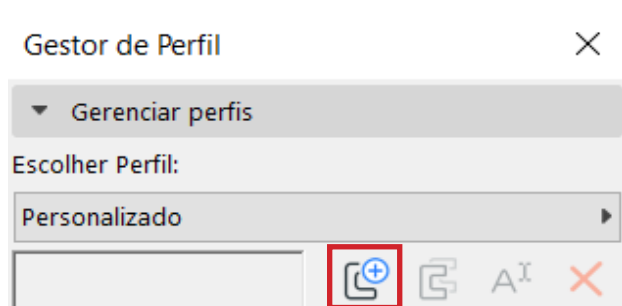 Gestor de Perfil
Gerenciar perfis
Escolher Perfil:
Personalizado